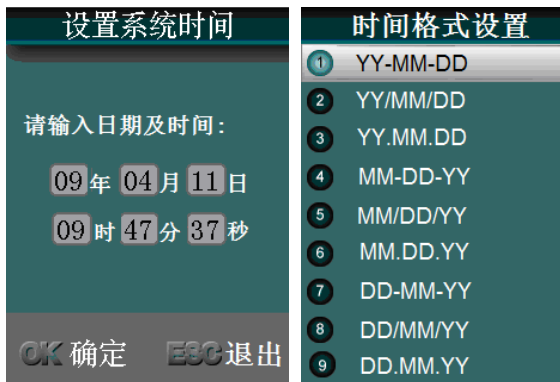 设置系统时间
请输入日期及时间:
09年 04月 11日
09时 47分 37秒
OK 确定 ESC 退出
时间格式设置
1 YY-MM-DD
2 YY/MM/DD
3 YY.MM.DD
4 MM-DD-YY
5 MM/DD/YY
6 MM.DD.YY
7 DD-MM-YY
8 DD/MM/YY
9 DD.MM.YY